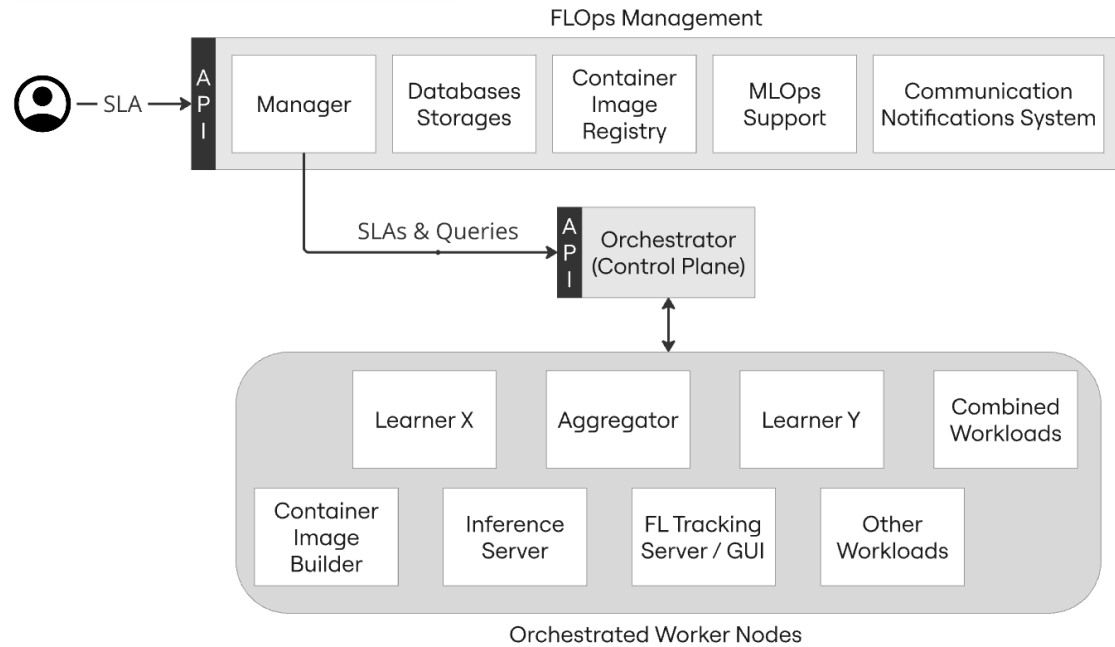 FLOps Management
SLA
A
P
I
Manager
Databases
Storages
Container
Image
Registry
MLOps
Support
Communication
Notifications System
SLAs & Queries
A
P
I
Orchestrator
(Control Plane)
Learner X
Aggregator
Learner Y
Combined
Workloads
Container
Image
Builder
Inference
Server
FL Tracking
Server / GUI
Other
Workloads
Orchestrated Worker Nodes